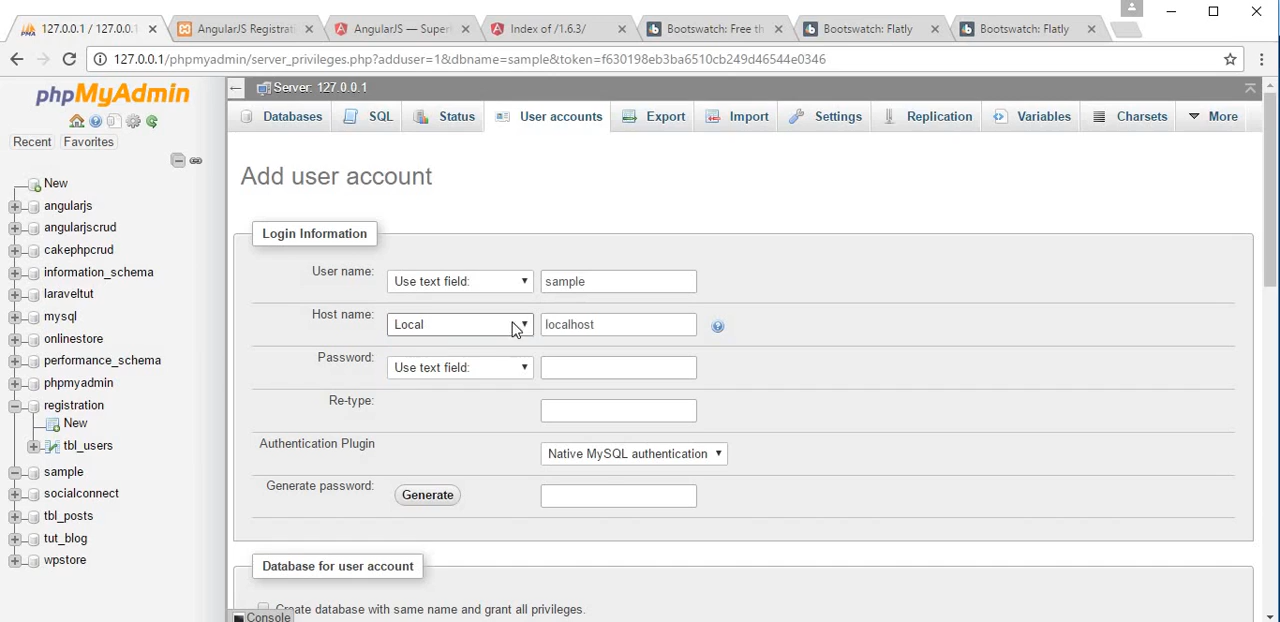 127.0.0.1 / 127.0.0.1
AngularJS Registrati
AngularJS — Super
Index of /1.6.3/
Bootswatch: Free th
Bootswatch: Flatly
Bootswatch: Flatly
127.0.0.1/phpmyadmin/server_privileges.php?adduser=1&dbname=sample&token=f630198eb3ba6510cb249d46544e0346
phpMyAdmin
Recent
Favorites
New
angularjs
angularjscrud
cakephpcrud
information_schema
laraveltut
mysql
onlinestore
performance_schema
phpmyadmin
registration
New
tbl_users
sample
socialconnect
tbl_posts
tut_blog
wpstore
Server: 127.0.0.1
Databases
SQL
Status
User accounts
Export
Import
Settings
Replication
Variables
Charsets
More
Add user account
Login Information
User name:
Use text field:
sample
Host name:
Local
localhost
Password:
Use text field:
Re-type:
Authentication Plugin
Native MySQL authentication
Generate password:
Generate
Database for user account
Create database with same name and grant all privileges.
Console